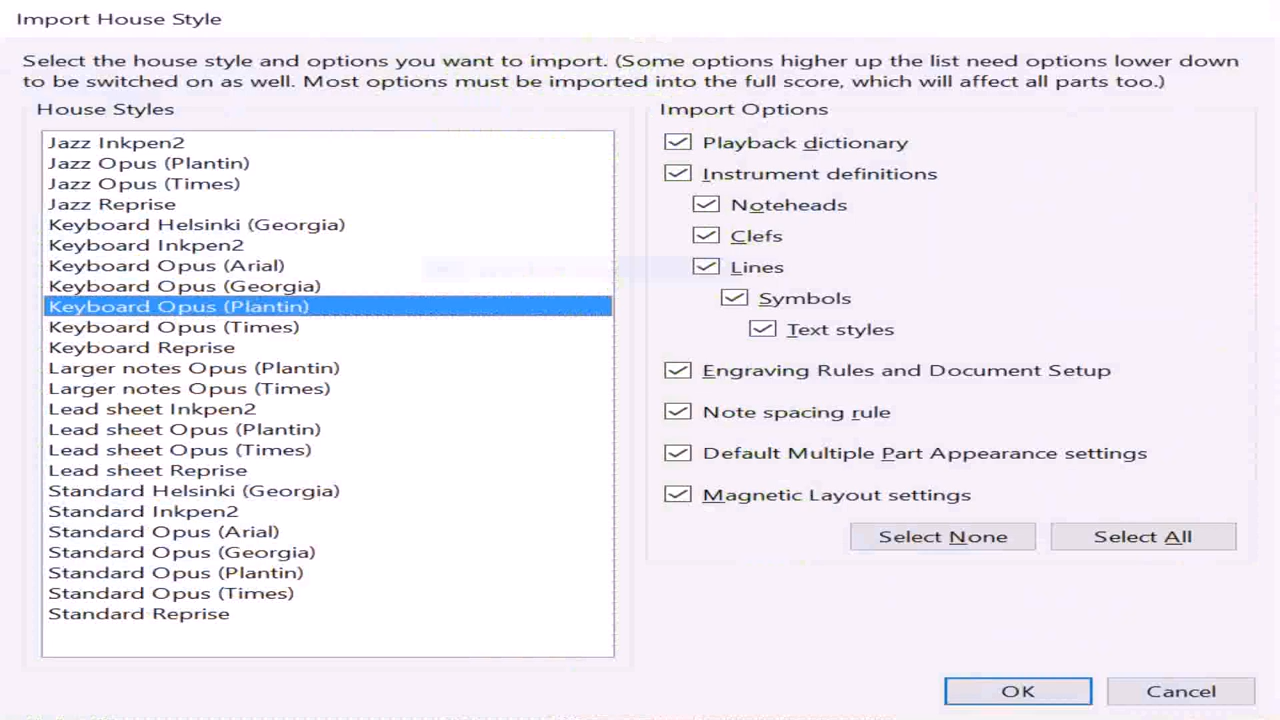 Import House Style
Select the house style and options you want to import. (Some options higher up the list need options lower down
to be switched on as well. Most options must be imported into the full score, which will affect all parts too.)
House Styles
Jazz Inkpen2
Jazz Opus (Plantin)
Jazz Opus (Times)
Jazz Reprise
Keyboard Helsinki (Georgia)
Keyboard Inkpen2
Keyboard Opus (Arial)
Keyboard Opus (Georgia)
Keyboard Opus (Plantin)
Keyboard Opus (Times)
Keyboard Reprise
Larger notes Opus (Plantin)
Larger notes Opus (Times)
Lead sheet Inkpen2
Lead sheet Opus (Plantin)
Lead sheet Opus (Times)
Lead sheet Reprise
Standard Helsinki (Georgia)
Standard Inkpen2
Standard Opus (Arial)
Standard Opus (Georgia)
Standard Opus (Plantin)
Standard Opus (Times)
Standard Reprise
Import Options
Playback dictionary
Instrument definitions
Noteheads
Clefs
Lines
Symbols
Text styles
Engraving Rules and Document Setup
Note spacing rule
Default Multiple Part Appearance settings
Magnetic Layout settings
Select None
Select All
OK
Cancel